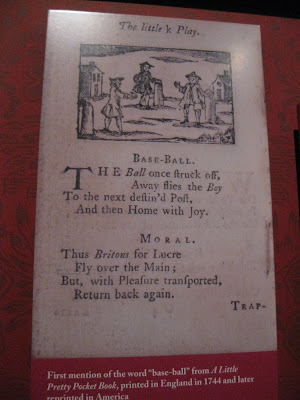 The little k Play.
BASE-BALL.
THE Ball once ſtruck off,
Away flies the Boy
To the next deſtin'd Poſt,
And then Home with Joy.
MORAL.
Thus Britons for Lucre
Fly over the Main;
But, with Pleaſure tranſported,
Return back again.
TRAP-
First mention of the word "base-ball" from A Little
Pretty Pocket Book, printed in England in 1744 and later
reprinted in America